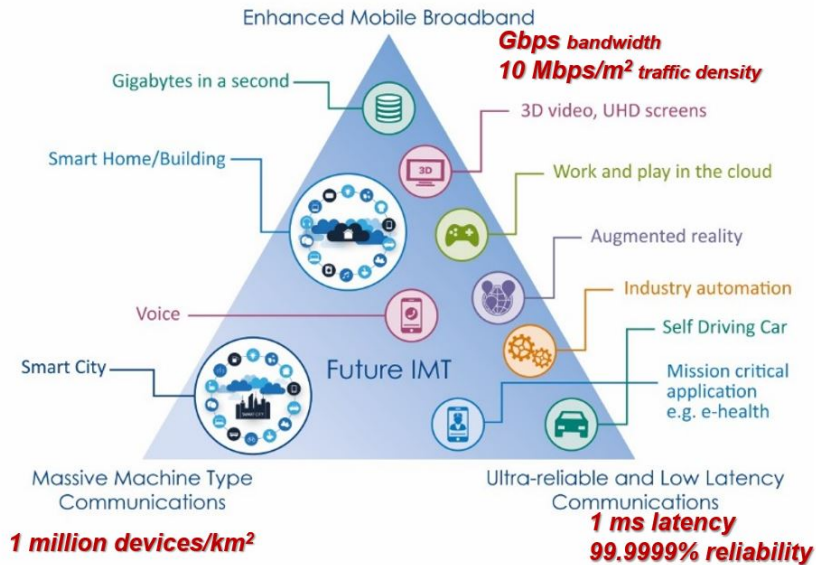 Enhanced Mobile Broadband
Gbps bandwidth
10 Mbps/m² traffic density
Gigabytes in a second
3D video, UHD screens
3D
Smart Home/Building
Work and play in the cloud
Augmented reality
Industry automation
Voice
Self Driving Car
Smart City
Future IMT
Mission critical
application
e.g. e-health
SMART CITY
Massive Machine Type
Communications
Ultra-reliable and Low Latency
Communications
1 million devices/km²
1 ms latency
99.9999% reliability